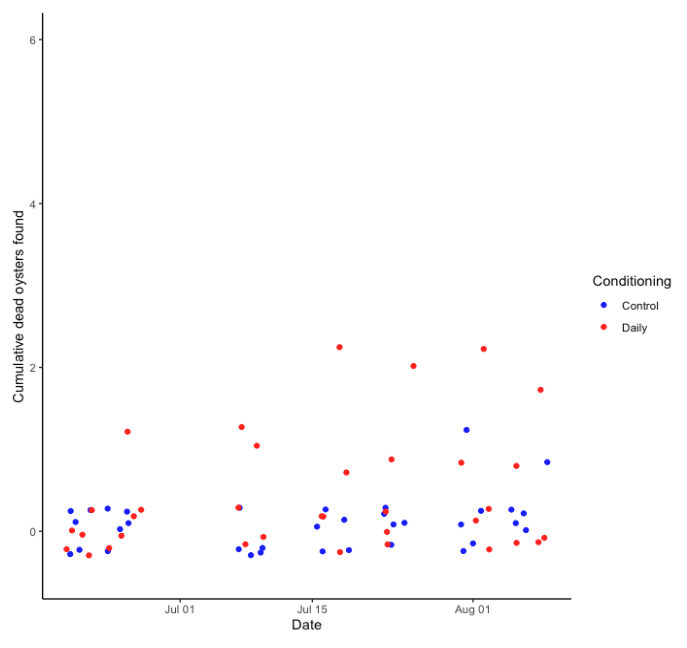 6
4
2
0
Cumulative dead oysters found
Jul 01
Jul 15
Aug 01
Date
Conditioning
Control
Daily